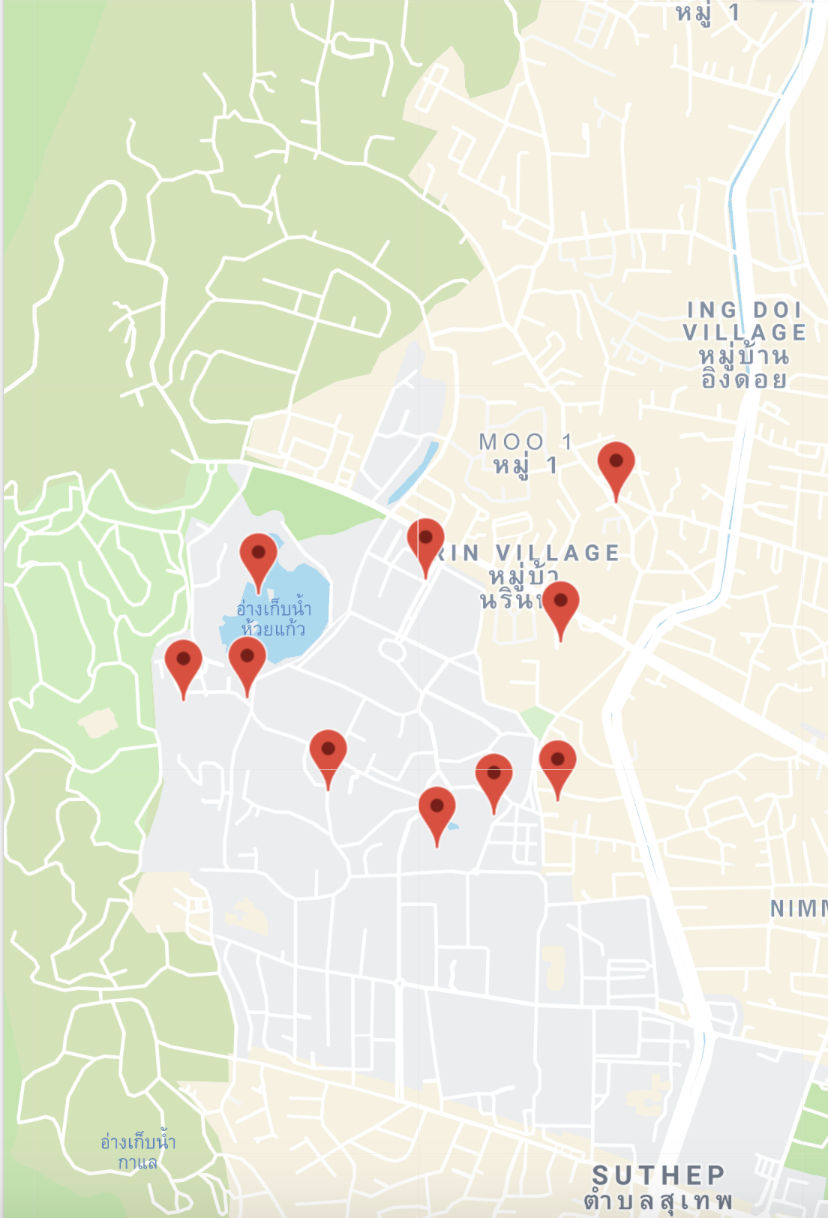 หมู่ 1
ING DOI
VILLAGE
หมู่บ้าน
อิงดอย
MOO 1
หมู่ 1
RIN VILLAGE
หมู่บ้า
นริน
อ่างเก็บน้ำ
ห้วยแก้ว
NIMM
อ่างเก็บน้ำ
กาแล
SUTHEP
ตำบลสุเทพ